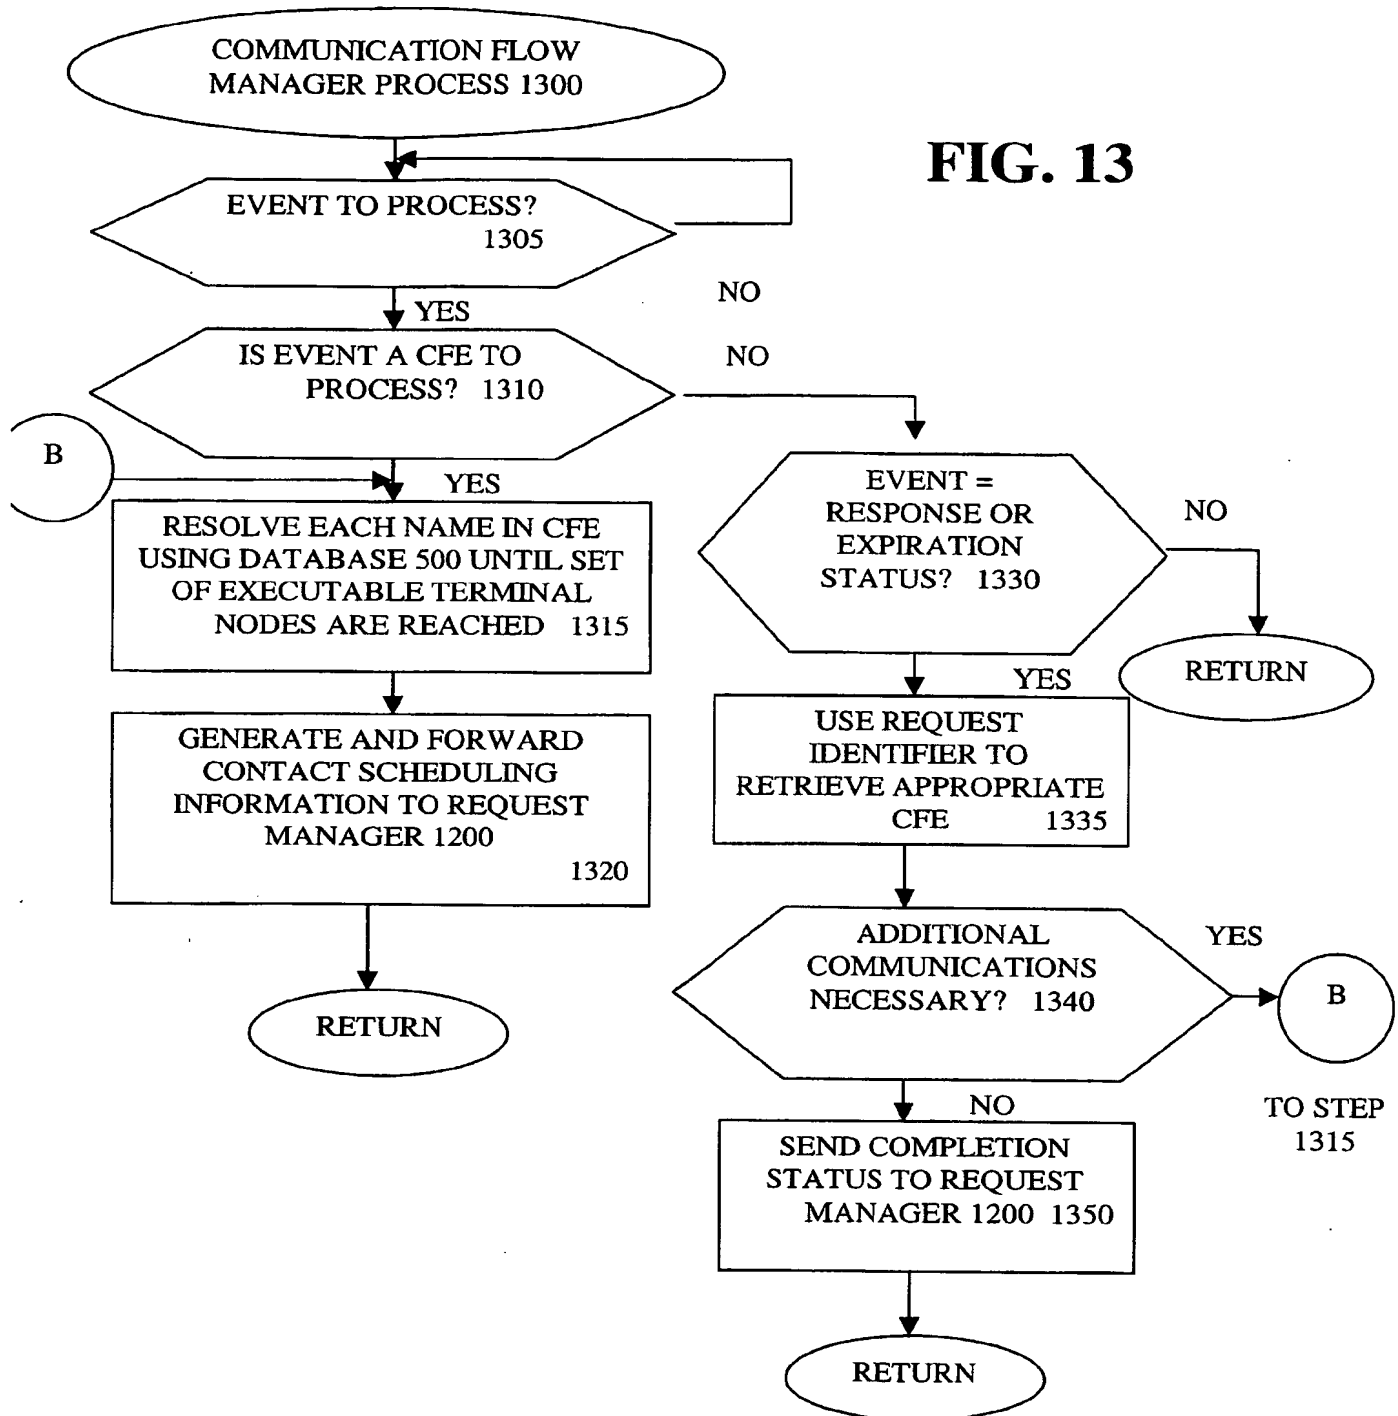 COMMUNICATION FLOW
MANAGER PROCESS 1300
FIG. 13
EVENT TO PROCESS?
1305
NO
YES
IS EVENT A CFE TO
PROCESS? 1310
NO
B
YES
RESOLVE EACH NAME IN CFE
USING DATABASE 500 UNTIL SET
OF EXECUTABLE TERMINAL
NODES ARE REACHED 1315
GENERATE AND FORWARD
CONTACT SCHEDULING
INFORMATION TO REQUEST
MANAGER 1200
1320
RETURN
EVENT =
RESPONSE OR
EXPIRATION
STATUS? 1330
NO
RETURN
YES
USE REQUEST
IDENTIFIER TO
RETRIEVE APPROPRIATE
CFE 1335
ADDITIONAL
COMMUNICATIONS
NECESSARY? 1340
YES
B
TO STEP
1315
NO
SEND COMPLETION
STATUS TO REQUEST
MANAGER 1200 1350
RETURN